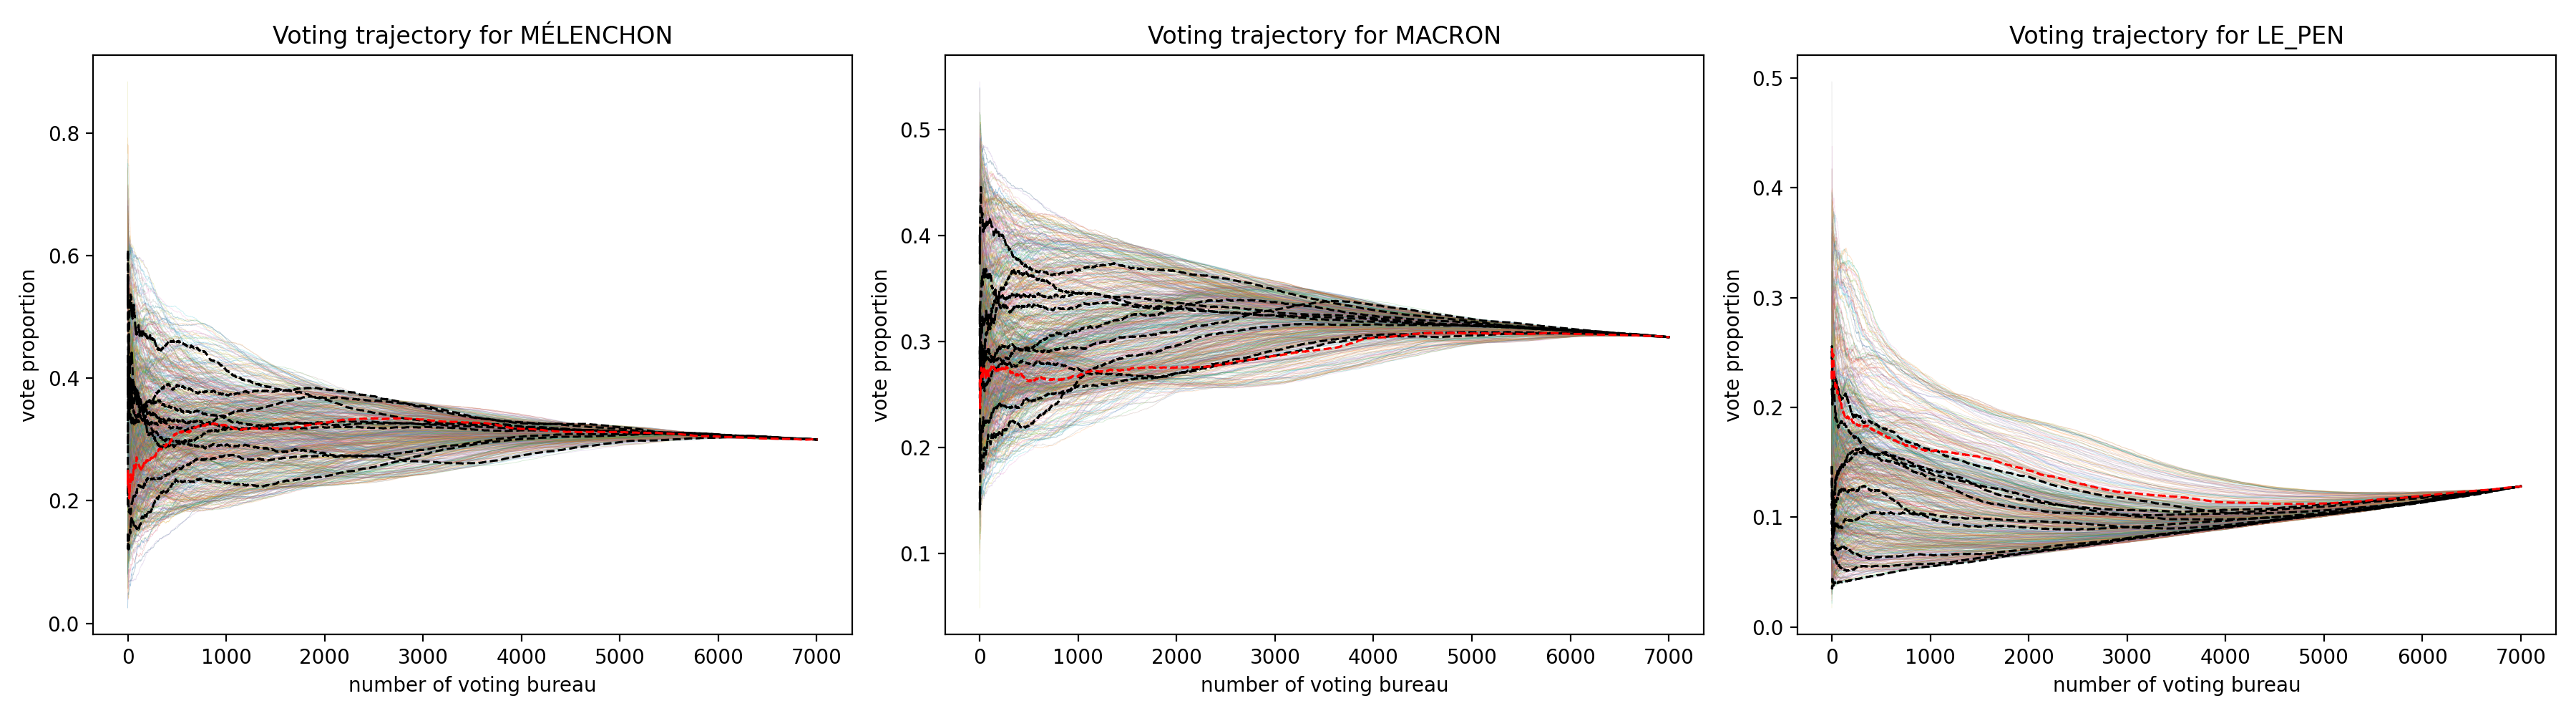 Voting trajectory for MÉLENCHON
vote proportion
0.8
0.6
0.4
0.2
0.0
0 1000 2000 3000 4000 5000 6000 7000
number of voting bureau
Voting trajectory for MACRON
vote proportion
0.5
0.4
0.3
0.2
0.1
0 1000 2000 3000 4000 5000 6000 7000
number of voting bureau
Voting trajectory for LE_PEN
vote proportion
0.5
0.4
0.3
0.2
0.1
0.0
0 1000 2000 3000 4000 5000 6000 7000
number of voting bureau